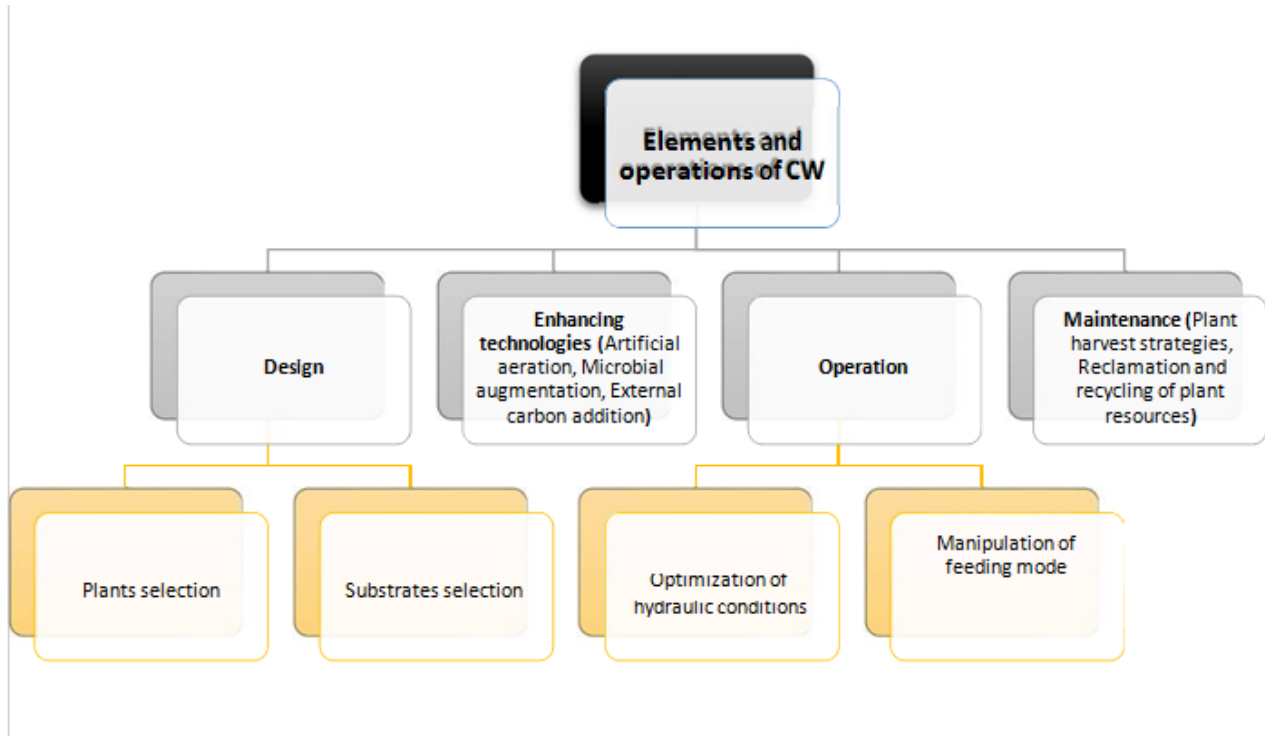 Elements and
operations of CW
Design
Enhancing
technologies (Artificial
aeration, Microbial
augmentation, External
carbon addition)
Operation
Maintenance (Plant
harvest strategies,
Reclamation and
recycling of plant
resources)
Plants selection
Substrates selection
Optimization of
hydraulic conditions
Manipulation of
feeding mode